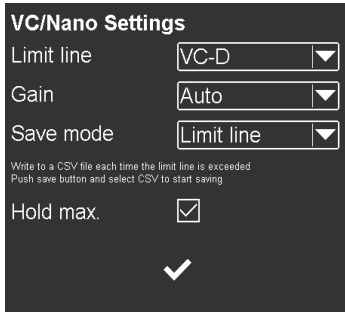 VC/Nano Settings
Limit line VC-D
Gain Auto
Save mode Limit line
Write to a CSV file each time the limit line is exceeded
Push save button and select CSV to start saving
Hold max.